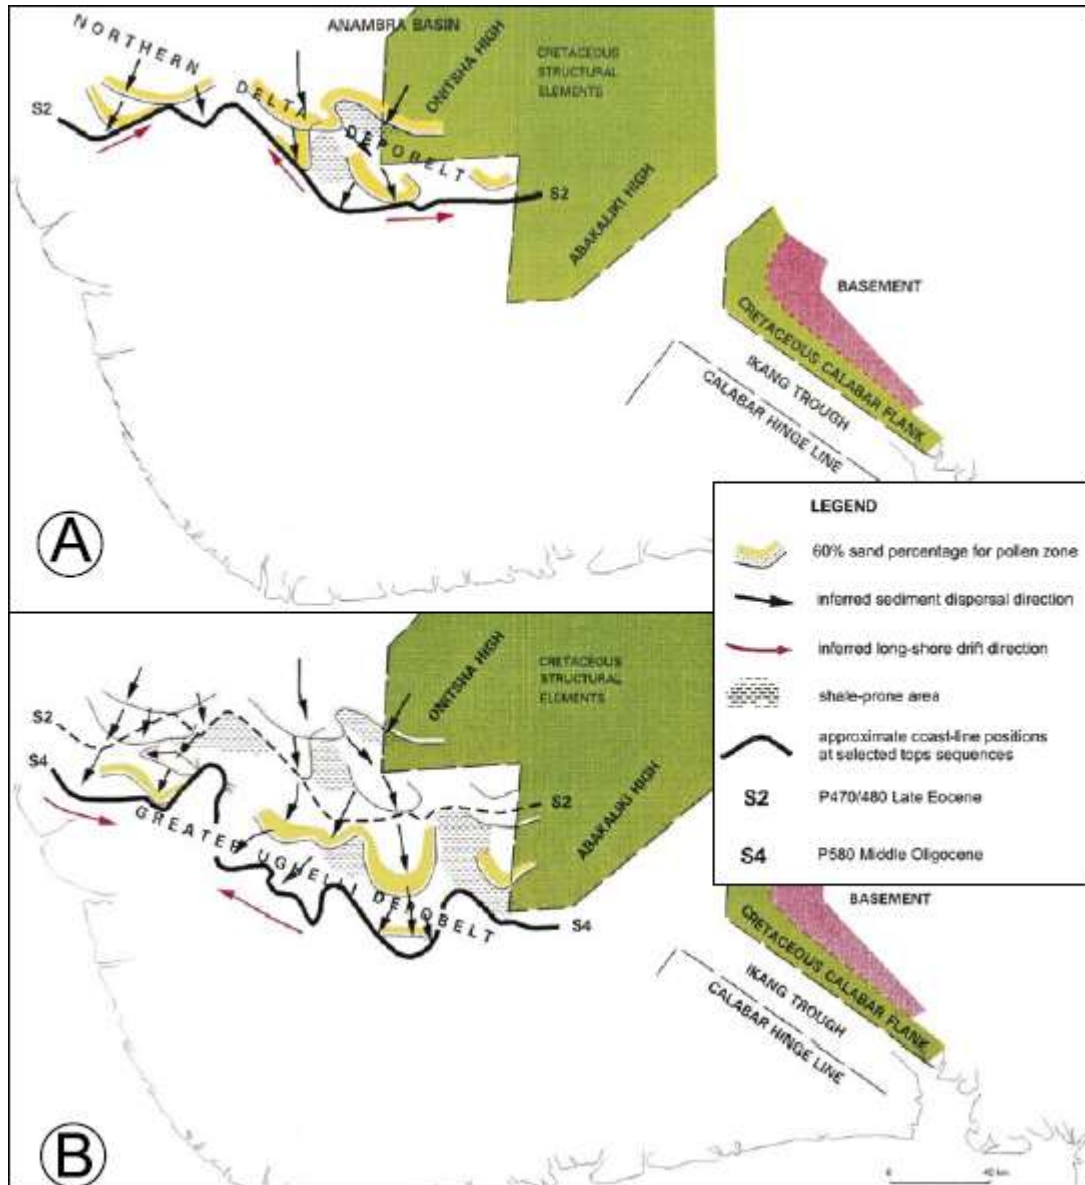 ANAMBRA BASIN
NORTHERN
DELTA
DEPOBELT
ONITSHA HIGH
CRETACEOUS
STRUCTURAL
ELEMENTS
S2
S2
ABAKALIKI HIGH
BASEMENT
CRETACEOUS CALABAR FLANK
IKANG TROUGH
CALABAR HINGE LINE
A
LEGEND
60% sand percentage for pollen zone
inferred sediment dispersal direction
inferred long-shore drift direction
shale-prone area
approximate coast-line positions
at selected tops sequences
S2 P470/480 Late Eocene
S4 P580 Middle Oligocene
ONITSHA HIGH
CRETACEOUS
STRUCTURAL
ELEMENTS
S2
S4
S2
ABAKALIKI HIGH
GREATER UGHELLI DEPOBELT
S4
BASEMENT
CRETACEOUS CALABAR FLANK
IKANG TROUGH
CALABAR HINGE LINE
B
0 40 km